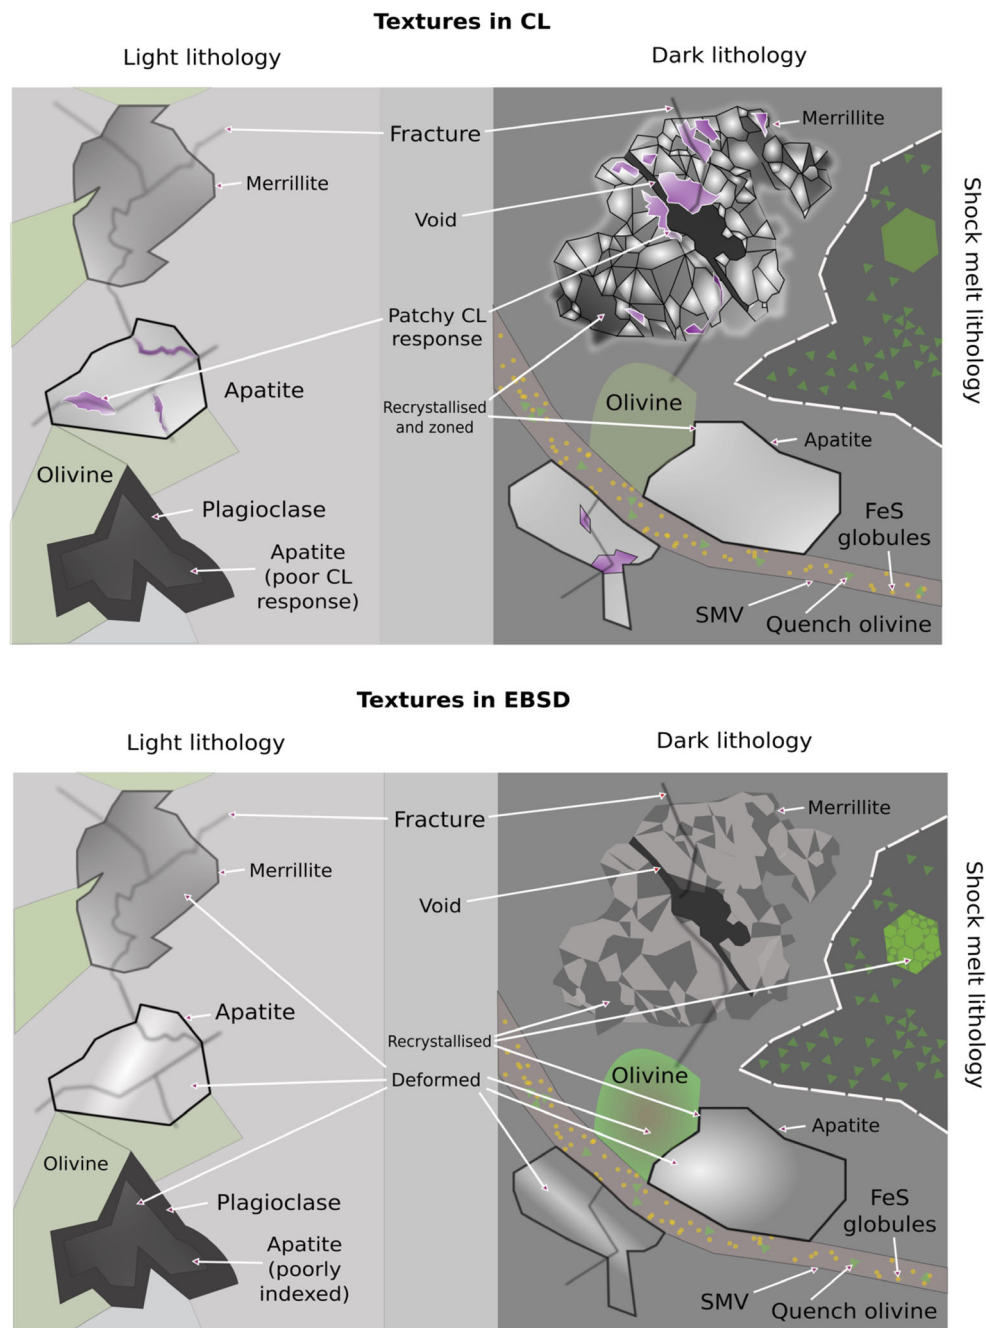 Textures in CL
Light lithology
Dark lithology
Fracture
Merrillite
Merrillite
Void
Shock melt lithology
Patchy CL
response
Apatite
Recrystallised
and zoned
Olivine
Apatite
Olivine
Plagioclase
Apatite
(poor CL
response)
FeS
globules
SMV
Quench olivine
Textures in EBSD
Light lithology
Dark lithology
Fracture
Merrillite
Merrillite
Void
Shock melt lithology
Apatite
Recrystallised
Deformed
Olivine
Apatite
Olivine
Plagioclase
Apatite
(poorly
indexed)
FeS
globules
SMV
Quench olivine